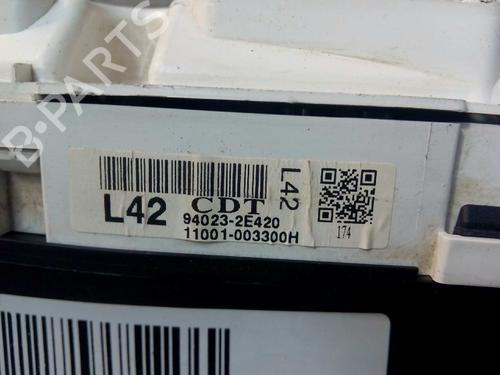 B-PARTS
L42 CDT L42
94023-2E420
11001-003300H 174